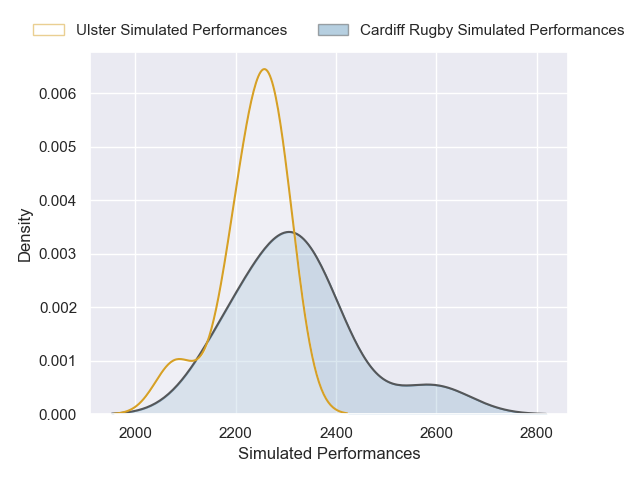 Ulster Simulated Performances Cardiff Rugby Simulated Performances
0.006
0.005
0.004
0.003
0.002
0.001
0.000
Density
2000 2200 2400 2600 2800
Simulated Performances